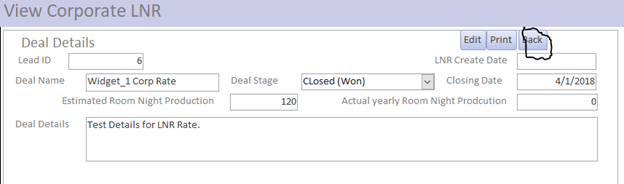 View Corporate LNR
Deal Details Edit Print Back
Lead ID 6 LNR Create Date
Deal Name Widget_1 Corp Rate Deal Stage CLosed (Won) Closing Date 4/1/2018
Estimated Room Night Production 120 Actual yearly Room Night Prodcution 0
Deal Details Test Details for LNR Rate.